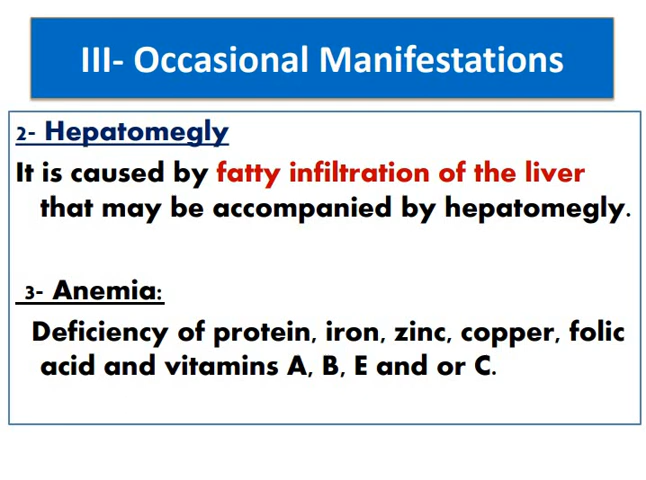 III- Occasional Manifestations
2- Hepatomegly
It is caused by fatty infiltration of the liver
that may be accompanied by hepatomegly.
3- Anemia:
Deficiency of protein, iron, zinc, copper, folic
acid and vitamins A, B, E and or C.